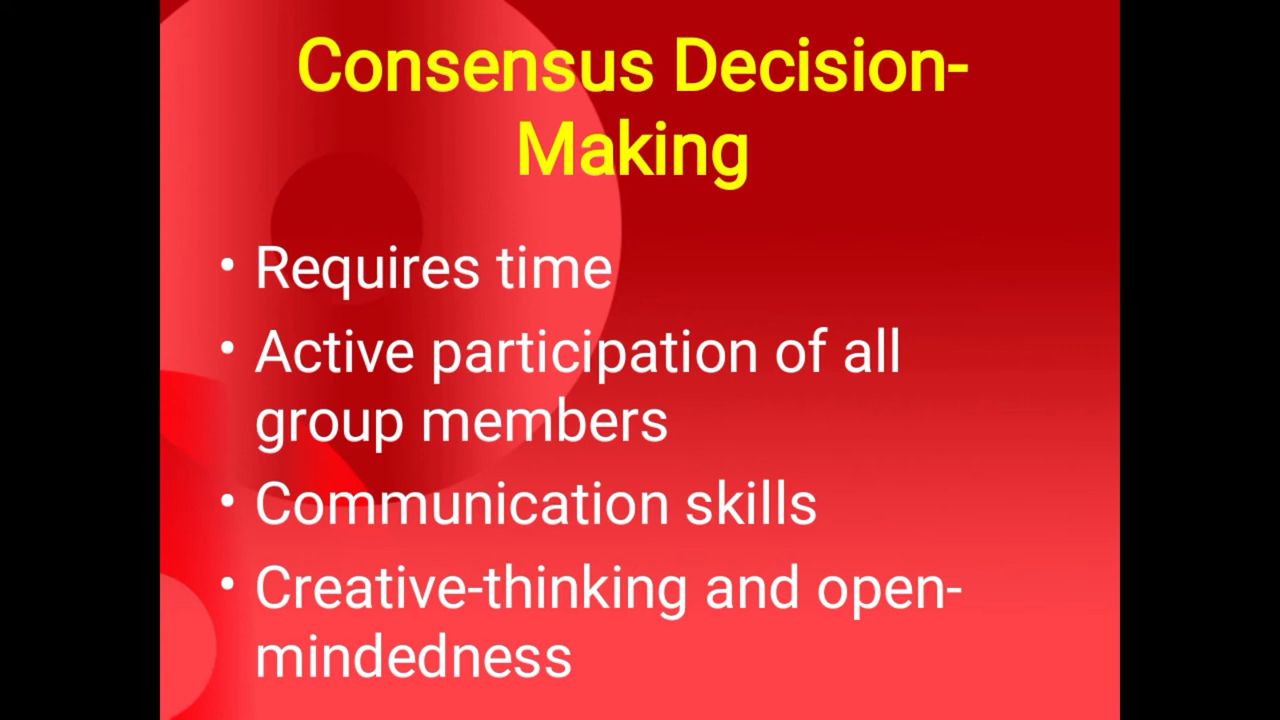 Consensus Decision-
Making
• Requires time
• Active participation of all
group members
• Communication skills
• Creative-thinking and open-
mindedness